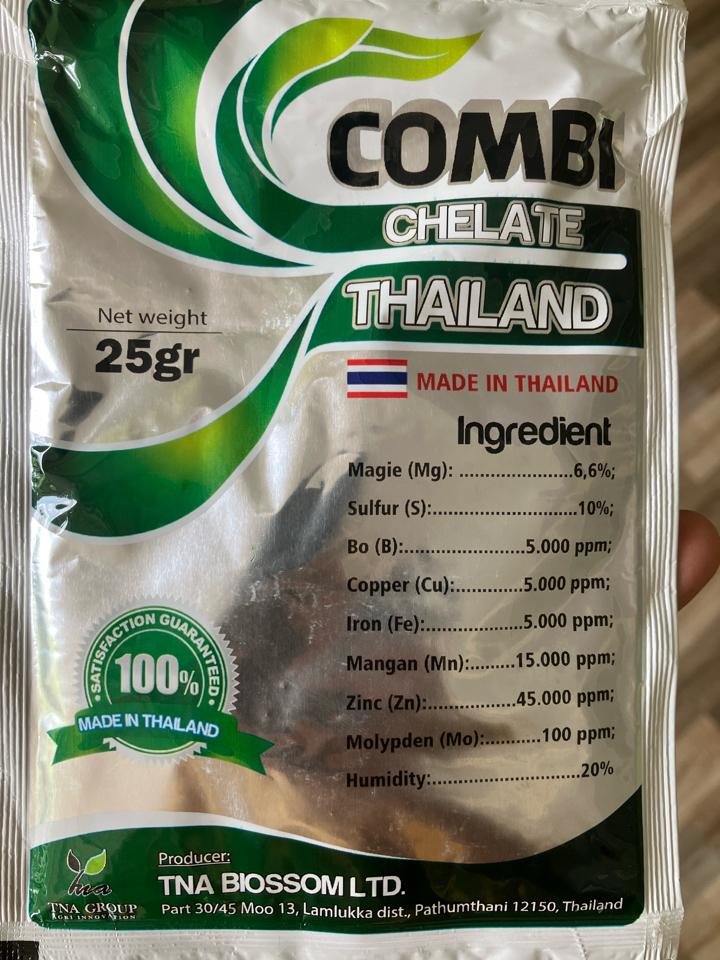 COMBI
CHELATE
THAILAND
Net weight
25gr
MADE IN THAILAND
Ingredient
Magie (Mg): .......................6,6%;
Sulfur (S):.............................10%;
Bo (B):.........................5.000 ppm;
Copper (Cu):..............5.000 ppm;
Iron (Fe):....................5.000 ppm;
Mangan (Mn):.........15.000 ppm;
Zinc (Zn):..................45.000 ppm;
Molypden (Mo):...........100 ppm;
Humidity:..............................20%
SATISFACTION GUARANTEED
100%
MADE IN THAILAND
Producer:
TNA BIOSSOM LTD.
Part 30/45 Moo 13, Lamlukka dist., Pathumthani 12150, Thailand
tna
TNA GROUP
AGRI INNOVATION